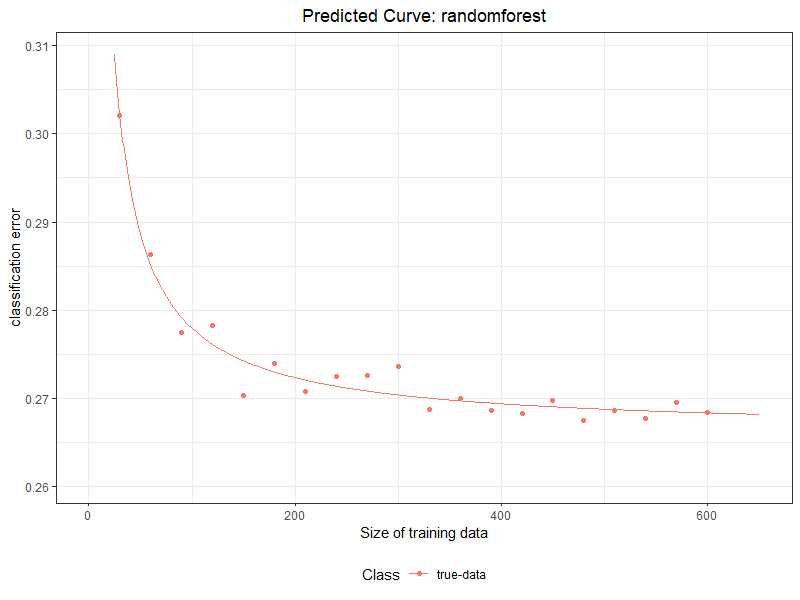 Predicted Curve: randomforest
classification error
0.31
0.30
0.29
0.28
0.27
0.26
0 200 400 600
Size of training data
Class true-data